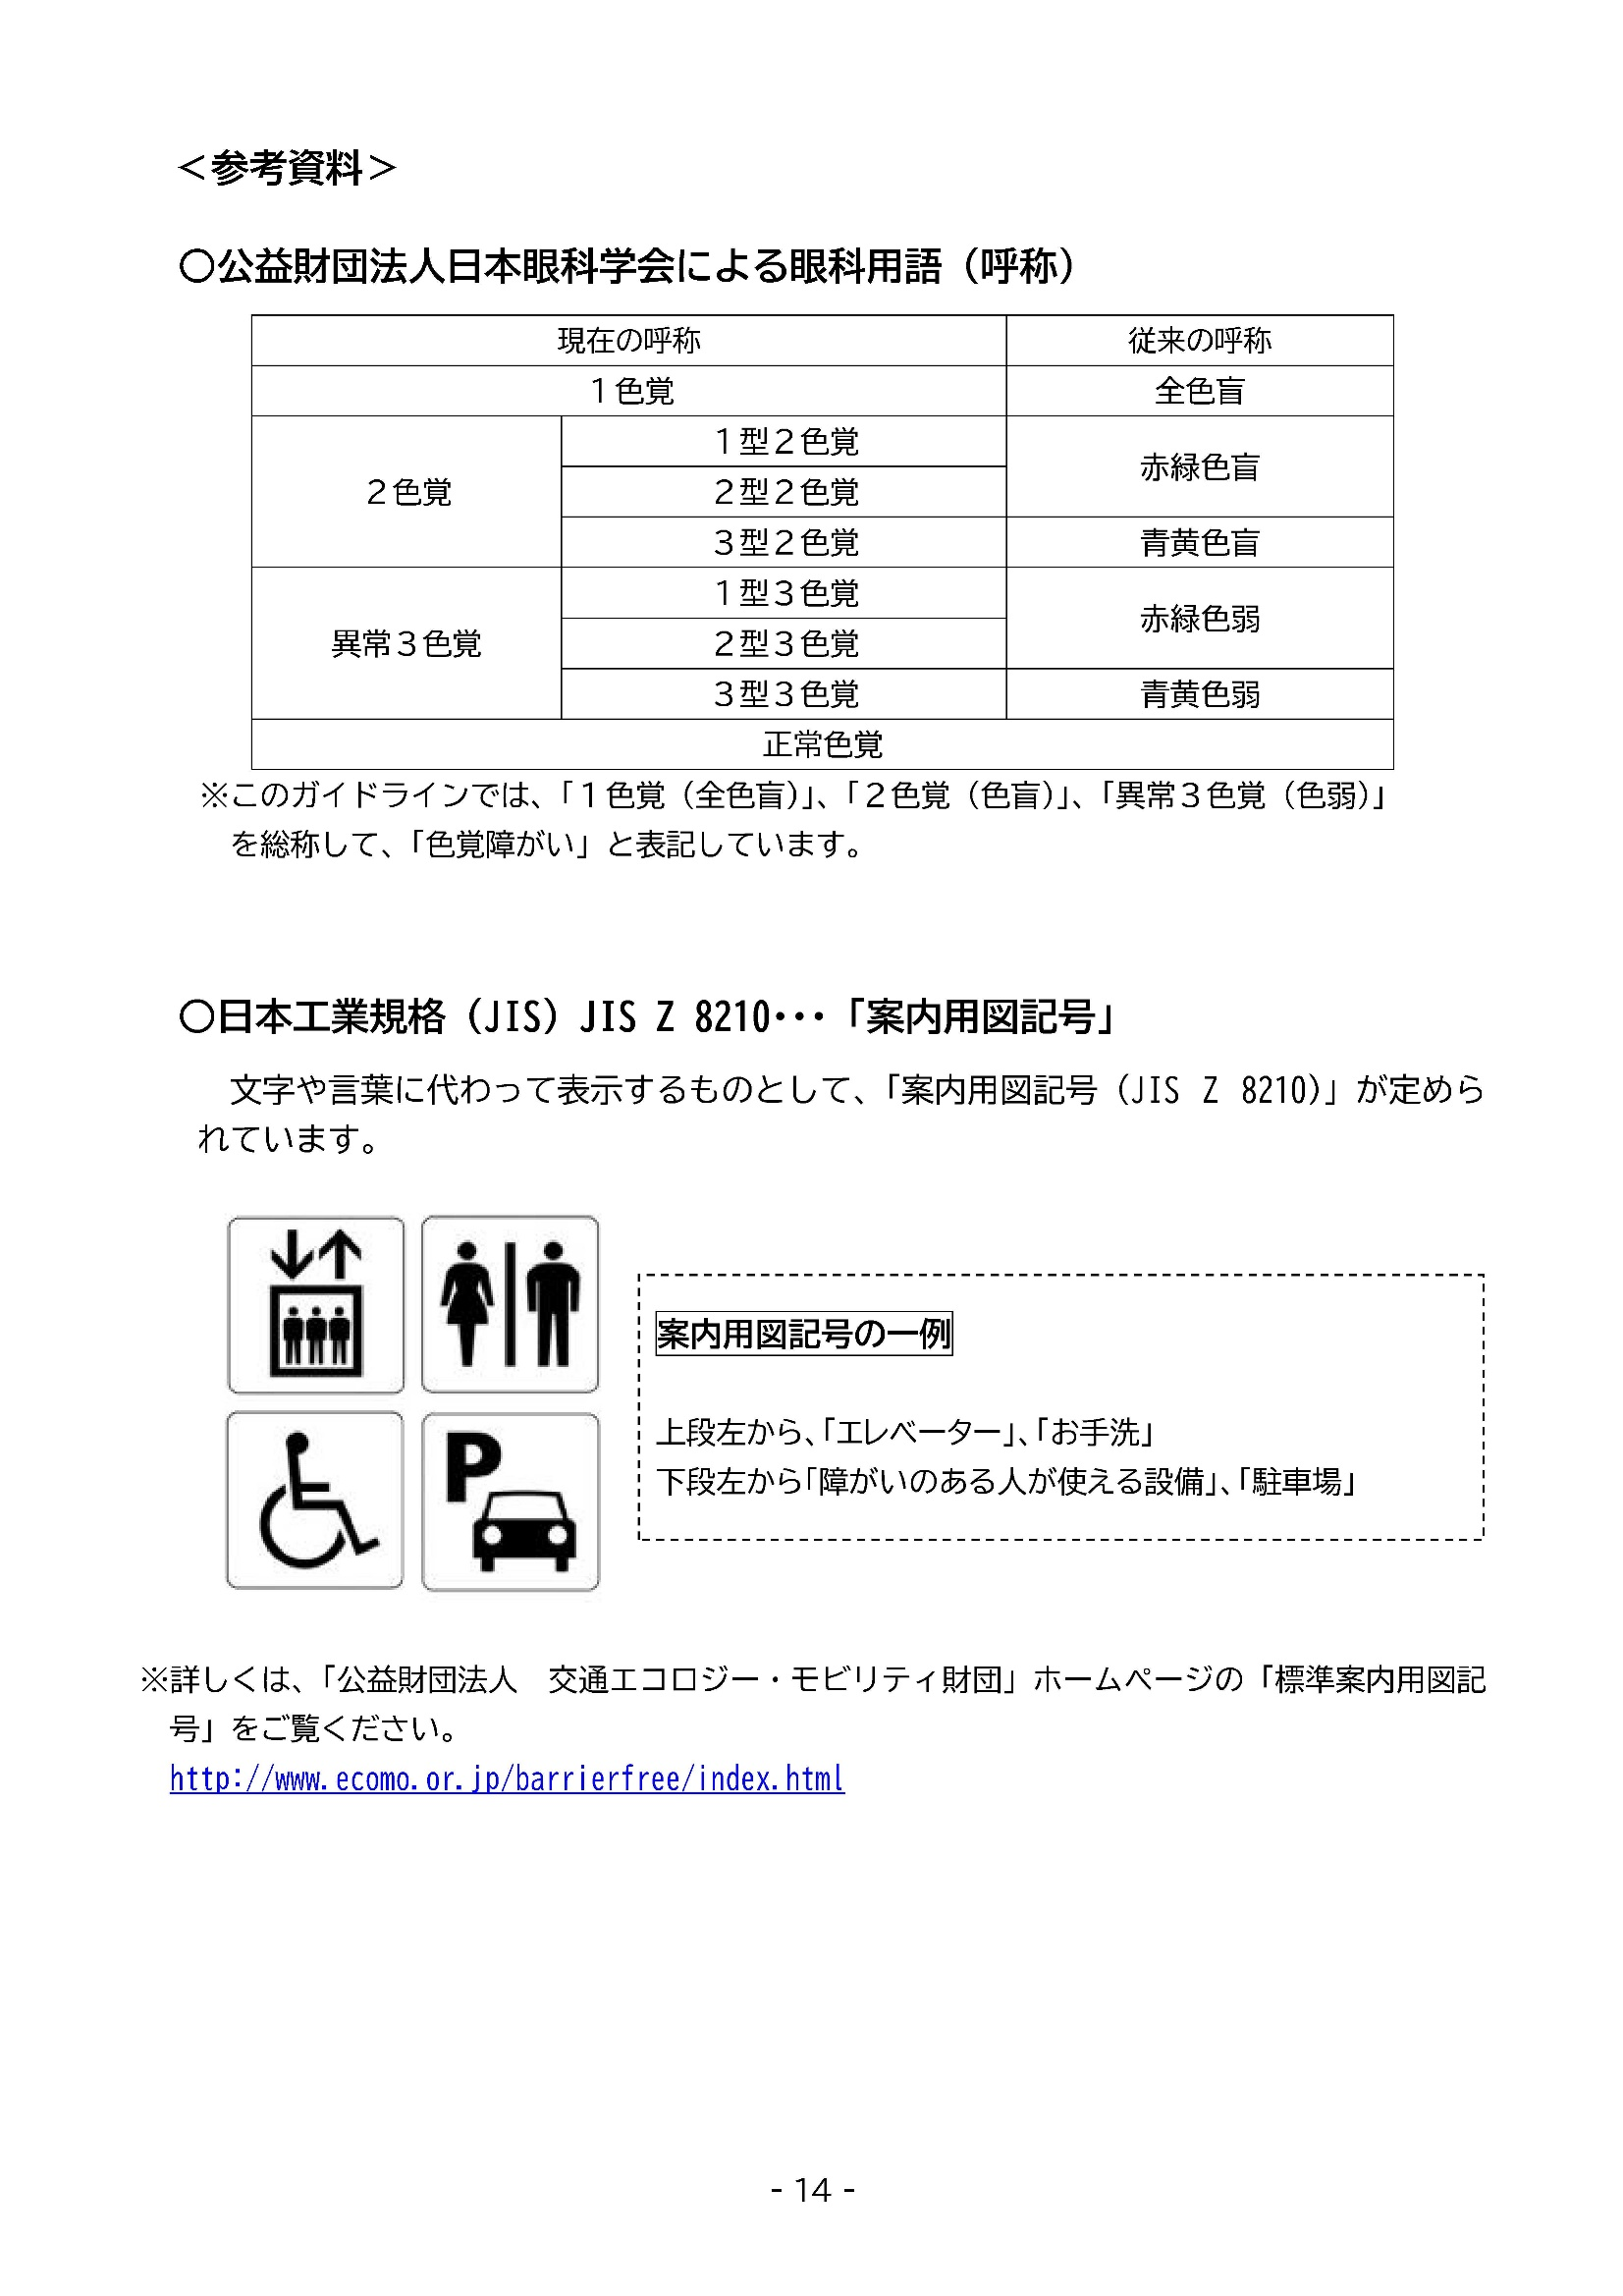 ＜参考資料＞
○公益財団法人日本眼科学会による眼科用語（呼称）
現在の呼称 従来の呼称
１色覚 全色盲
２色覚 １型２色覚 赤緑色盲
２型２色覚
３型２色覚 青黄色盲
異常３色覚 １型３色覚 赤緑色弱
２型３色覚
３型３色覚 青黄色弱
正常色覚
※このガイドラインでは、「１色覚（全色盲）」、「２色覚（色盲）」、「異常３色覚（色弱）」
を総称して、「色覚障がい」と表記しています。
○日本工業規格（JIS）JIS Z 8210・・・「案内用図記号」
文字や言葉に代わって表示するものとして、「案内用図記号（JIS Z 8210）」が定めら
れています。
案内用図記号の一例
上段左から、「エレベーター」、「お手洗」
下段左から「障がいのある人が使える設備」、「駐車場」
P
※詳しくは、「公益財団法人　交通エコロジー・モビリティ財団」ホームページの「標準案内用図記
号」をご覧ください。
http://www.ecomo.or.jp/barrierfree/index.html
- 14 -